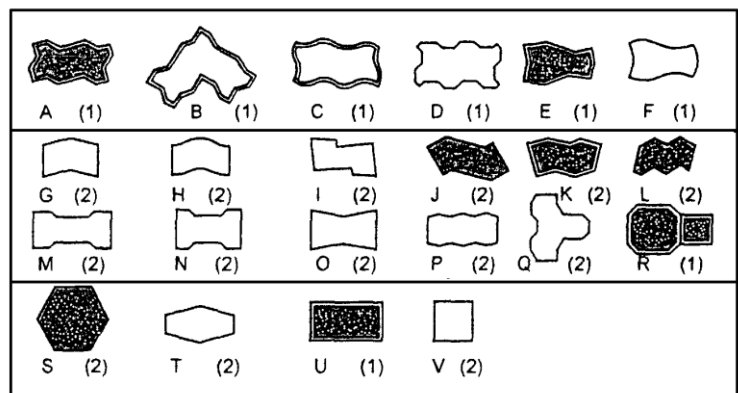 A (1) B (1) C (1) D (1) E (1) F (1)
G (2) H (2) I (2) J (2) K (2) L (2)
M (2) N (2) O (2) P (2) Q (2) R (1)
S (2) T (2) U (1) V (2)